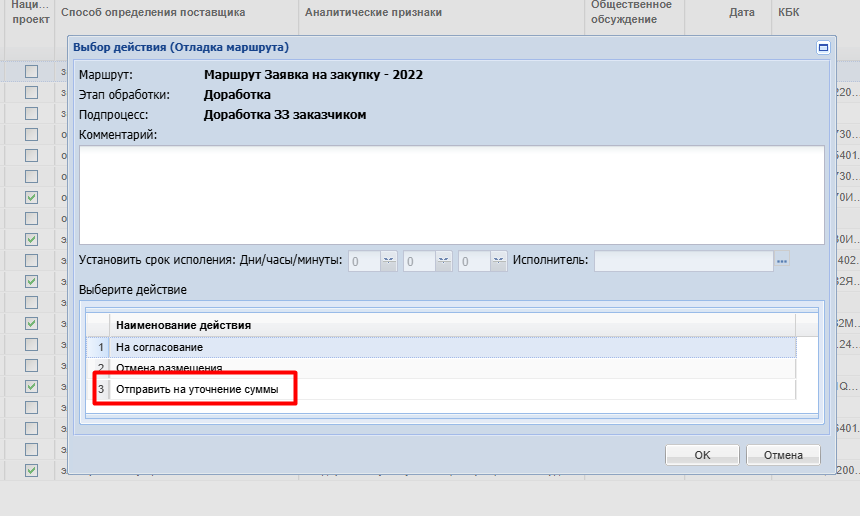 Наци... Способ определения поставщика Аналитические признаки Общественное Дата КБК
проект обсуждение
Выбор действия (Отладка маршрута)
Маршрут: Маршрут Заявка на закупку - 2022
Этап обработки: Доработка
Подпроцесс: Доработка ЗЗ заказчиком
Комментарий:
Установить срок исполения: Дни/часы/минуты: 0 0 0 Исполнитель: ...
Выберите действие
Наименование действия
1 На согласование
2 Отмена размещения
3 Отправить на уточнение суммы
OK Отмена